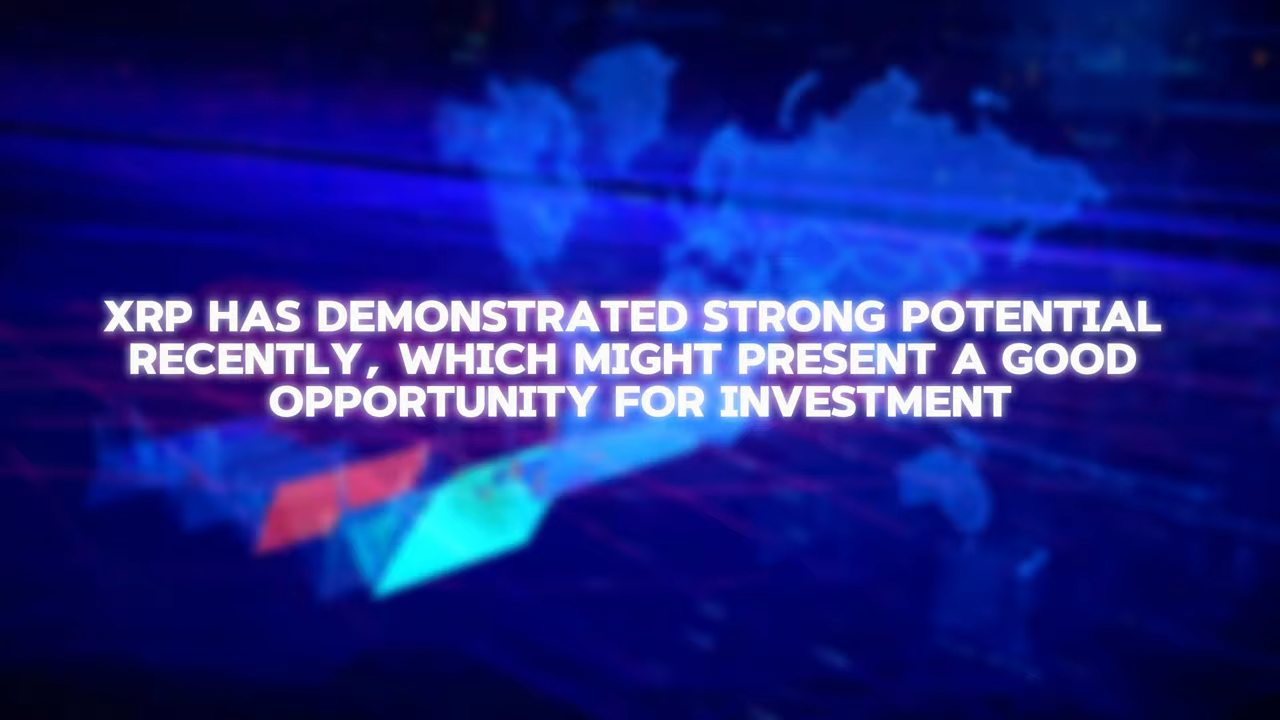 XRP HAS DEMONSTRATED STRONG POTENTIAL
RECENTLY, WHICH MIGHT PRESENT A GOOD
OPPORTUNITY FOR INVESTMENT